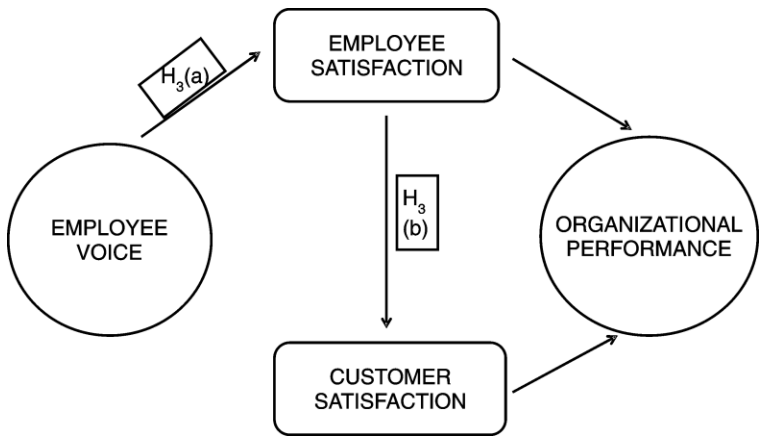 EMPLOYEE
SATISFACTION
H₃(a)
EMPLOYEE
VOICE
H₃
(b)
ORGANIZATIONAL
PERFORMANCE
CUSTOMER
SATISFACTION